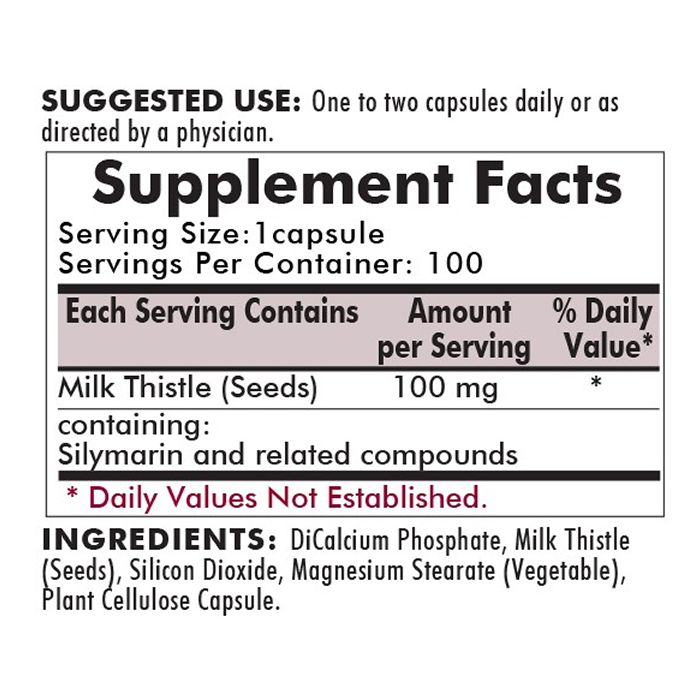 SUGGESTED USE: One to two capsules daily or as
directed by a physician.
Supplement Facts
Serving Size:1capsule
Servings Per Container: 100
Each Serving Contains Amount % Daily
per Serving Value*
Milk Thistle (Seeds) 100 mg *
containing:
Silymarin and related compounds
* Daily Values Not Established.
INGREDIENTS: DiCalcium Phosphate, Milk Thistle
(Seeds), Silicon Dioxide, Magnesium Stearate (Vegetable),
Plant Cellulose Capsule.